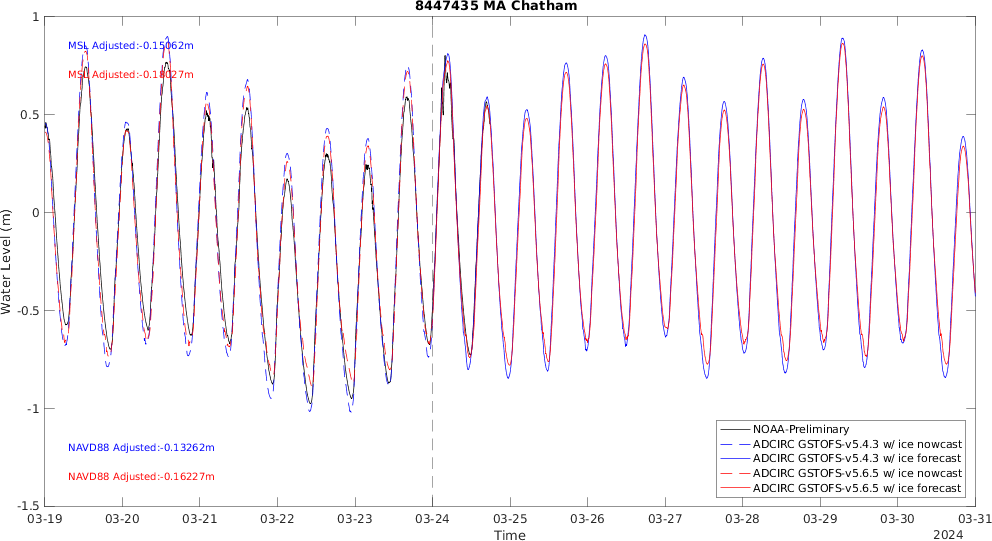 8447435 MA Chatham
1
MSL Adjusted:-0.15062m
MSL Adjusted:-0.18027m
0.5
0
-0.5
-1
-1.5
Water Level (m)
NAVD88 Adjusted:-0.13262m
NAVD88 Adjusted:-0.16227m
NOAA-Preliminary
ADCIRC GSTOFS-v5.4.3 w/ ice nowcast
ADCIRC GSTOFS-v5.4.3 w/ ice forecast
ADCIRC GSTOFS-v5.6.5 w/ ice nowcast
ADCIRC GSTOFS-v5.6.5 w/ ice forecast
03-19 03-20 03-21 03-22 03-23 03-24 03-25 03-26 03-27 03-28 03-29 03-30 03-31
Time
2024